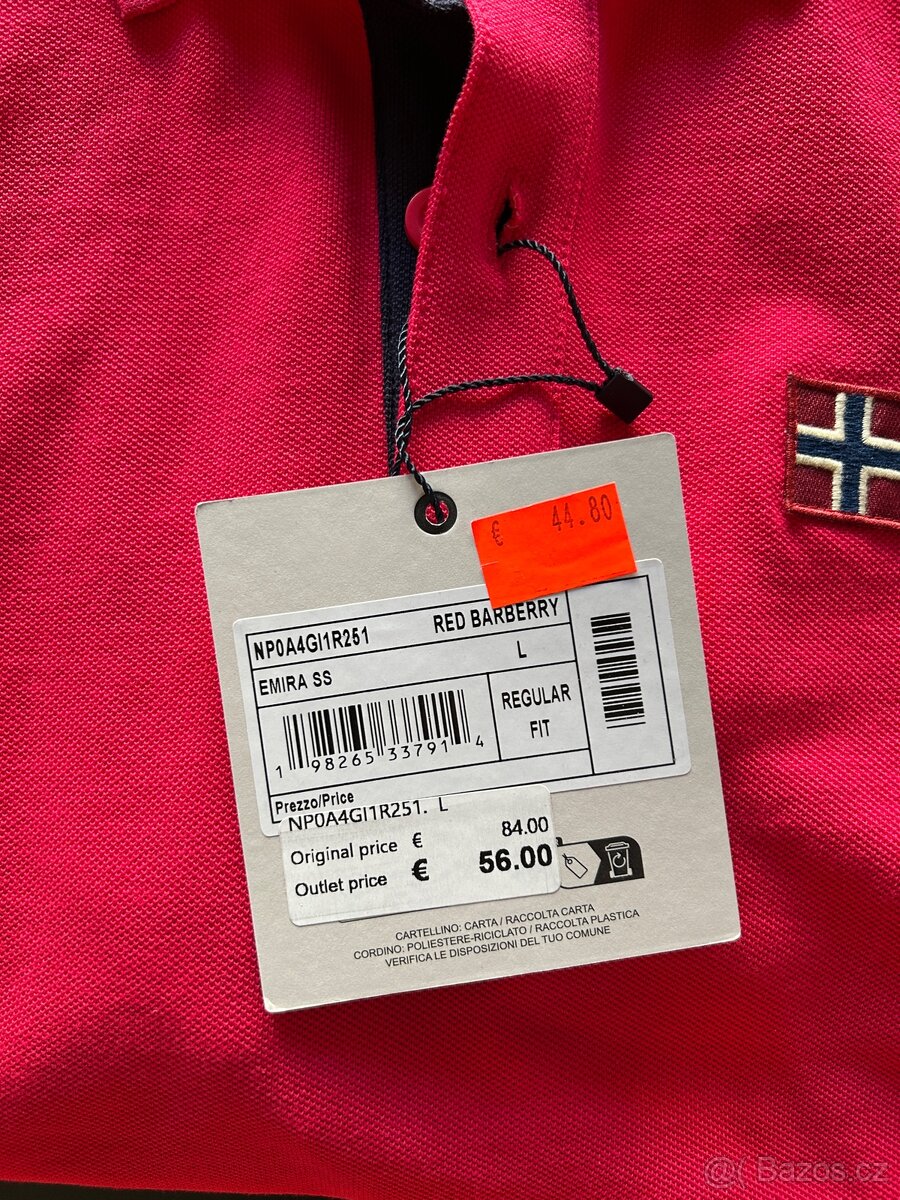 € 44.80
NP0A4GI1R251 RED BARBERRY
EMIRA SS L
REGULAR
FIT
1 98265 33791 4
Prezzo/Price
NP0A4GI1R251. L
Original price € 84.00
Outlet price € 56.00
CARTELLINO: CARTA / RACCOLTA CARTA
CORDINO: POLIESTERE-RICICLATO / RACCOLTA PLASTICA
VERIFICA LE DISPOSIZIONI DEL TUO COMUNE
@( Bazos.cz